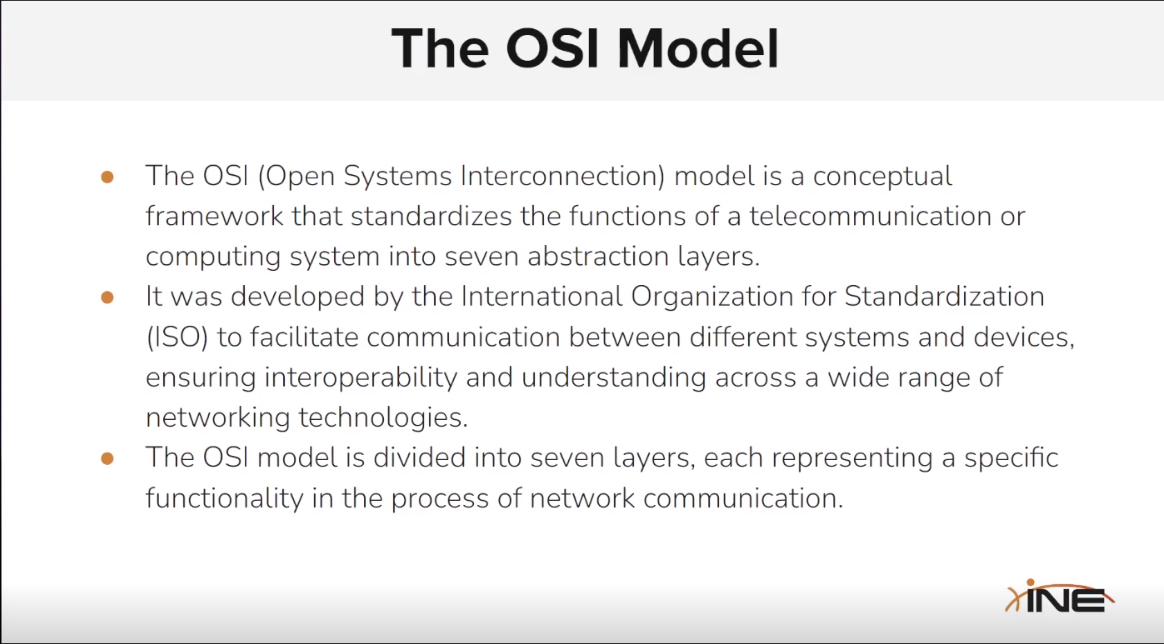 The OSI Model
● The OSI (Open Systems Interconnection) model is a conceptual
framework that standardizes the functions of a telecommunication or
computing system into seven abstraction layers.
● It was developed by the International Organization for Standardization
(ISO) to facilitate communication between different systems and devices,
ensuring interoperability and understanding across a wide range of
networking technologies.
● The OSI model is divided into seven layers, each representing a specific
functionality in the process of network communication.
iNE